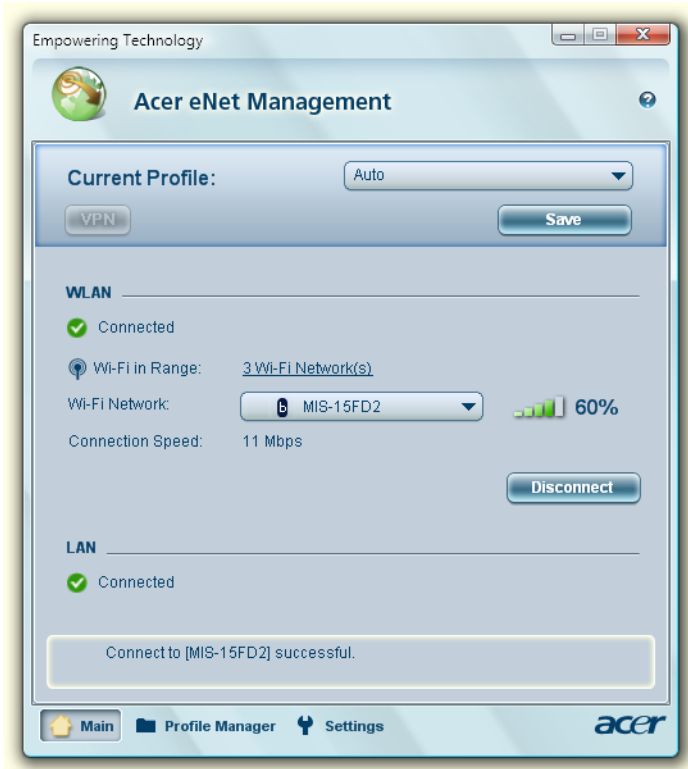 Empowering Technology
Acer eNet Management
Current Profile:
Auto
VPN
Save
WLAN
Connected
Wi-Fi in Range: 3 Wi-Fi Network(s)
Wi-Fi Network: b MIS-15FD2 60%
Connection Speed: 11 Mbps
Disconnect
LAN
Connected
Connect to [MIS-15FD2] successful.
Main Profile Manager Settings acer